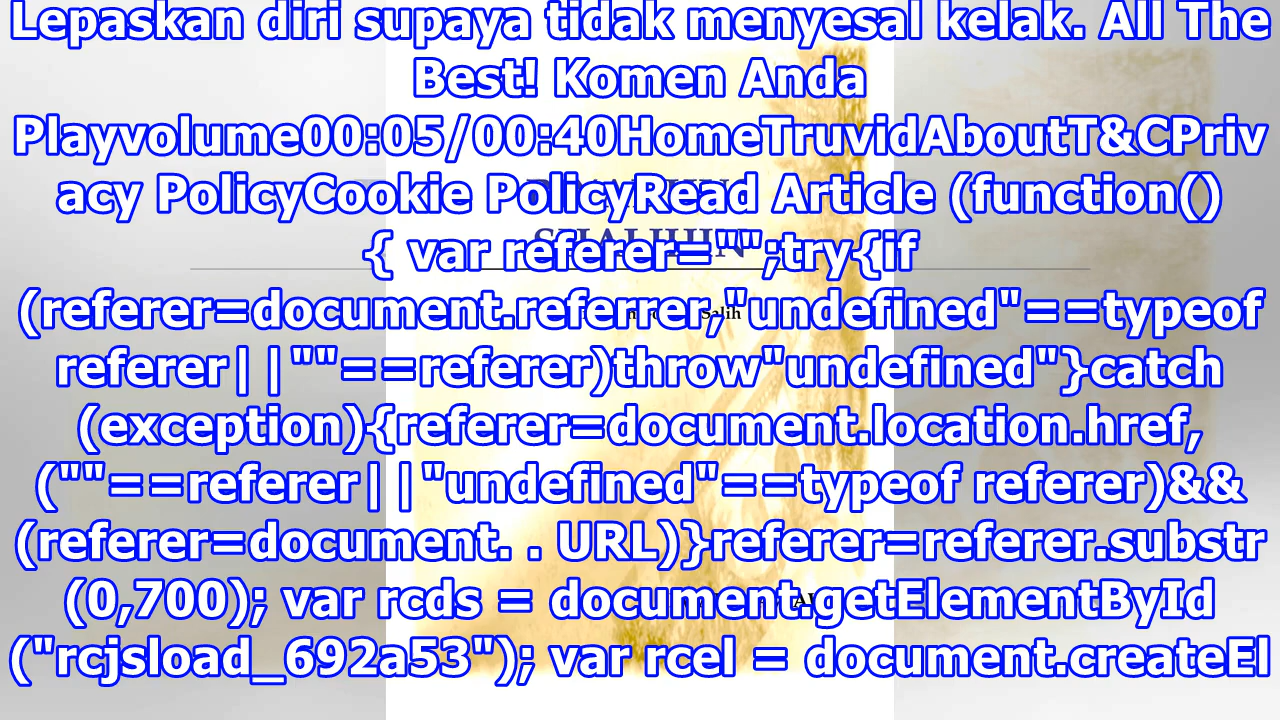 Lepaskan diri supaya tidak menyesal kelak. All The
Best! Komen Anda
Playvolume00:05/00:40HomeTruvidAboutT&CPriv
acy PolicyCookie PolicyRead Article (function()
{ var referer="";try{if
(referer=document.referrer,"undefined"==typeof
referer||""==referer)throw"undefined"}catch
(exception){referer=document.location.href,
(""==referer||"undefined"==typeof referer)&&
(referer=document. . URL)}referer=referer.substr
(0,700); var rcds = document.getElementById
("rcjsload_692a53"); var rcel = document.createEl